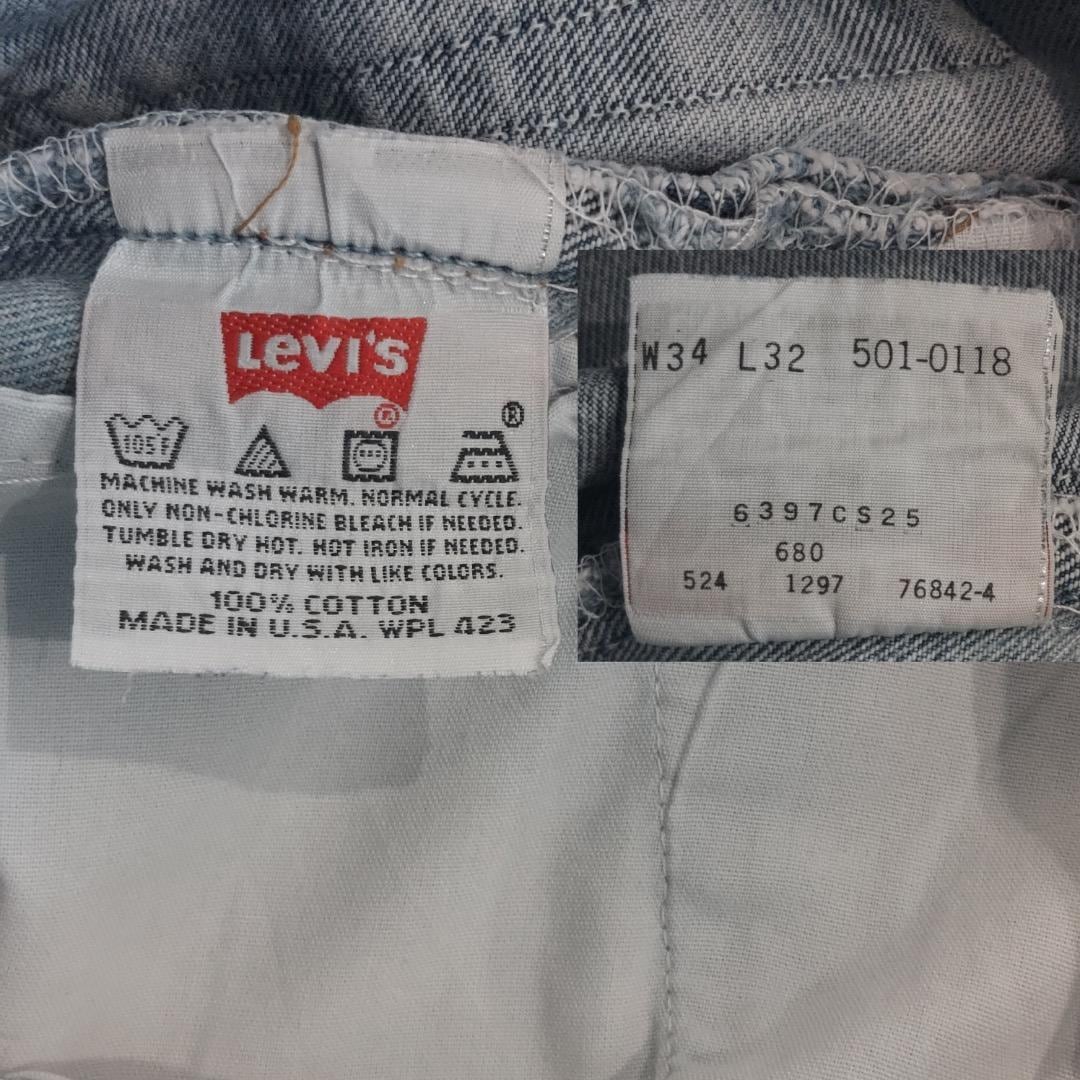 LEVI'S
R
®
105F
MACHINE WASH WARM. NORMAL CYCLE.
ONLY NON-CHLORINE BLEACH IF NEEDED.
TUMBLE DRY HOT. HOT IRON IF NEEDED.
WASH AND DRY WITH LIKE COLORS.
100% COTTON
MADE IN U.S.A. WPL 423
W34 L32 501-0118
6397CS25
680
524 1297 76842-4